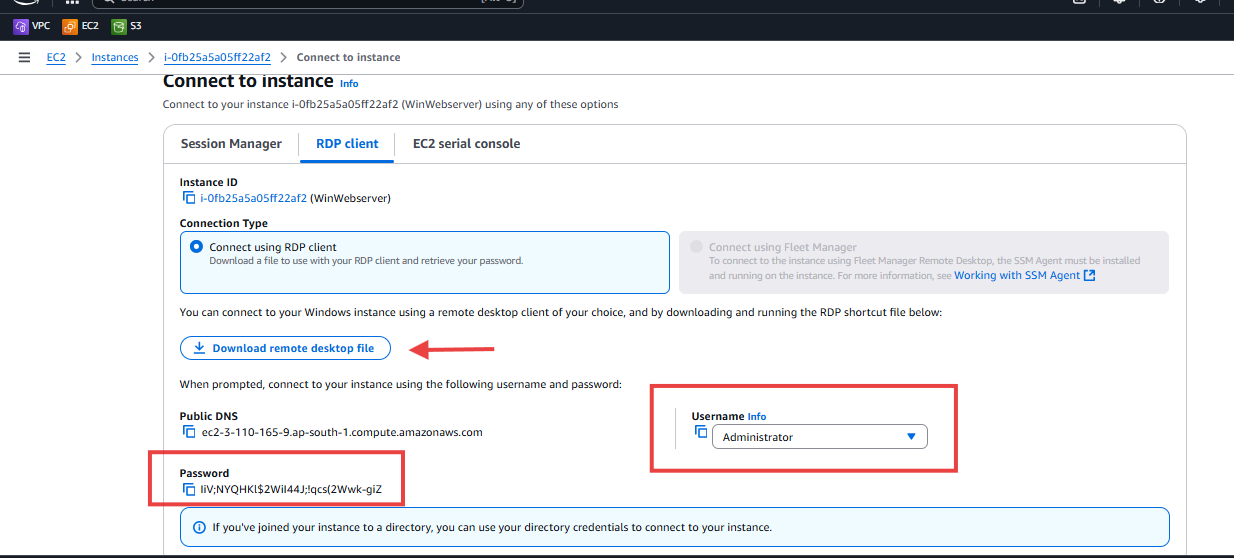 VPC EC2 S3
EC2 > Instances > i-0fb25a5a05ff22af2 > Connect to instance
Connect to instance Info
Connect to your instance i-0fb25a5a05ff22af2 (WinWebserver) using any of these options
Session Manager RDP client EC2 serial console
Instance ID
i-0fb25a5a05ff22af2 (WinWebserver)
Connection Type
Connect using RDP client
Download a file to use with your RDP client and retrieve your password.
Connect using Fleet Manager
To connect to the instance using Fleet Manager Remote Desktop, the SSM Agent must be installed
and running on the instance. For more information, see Working with SSM Agent
You can connect to your Windows instance using a remote desktop client of your choice, and by downloading and running the RDP shortcut file below:
Download remote desktop file
When prompted, connect to your instance using the following username and password:
Public DNS
ec2-3-110-165-9.ap-south-1.compute.amazonaws.com
Username Info
Administrator
Password
If you've joined your instance to a directory, you can use your directory credentials to connect to your instance.